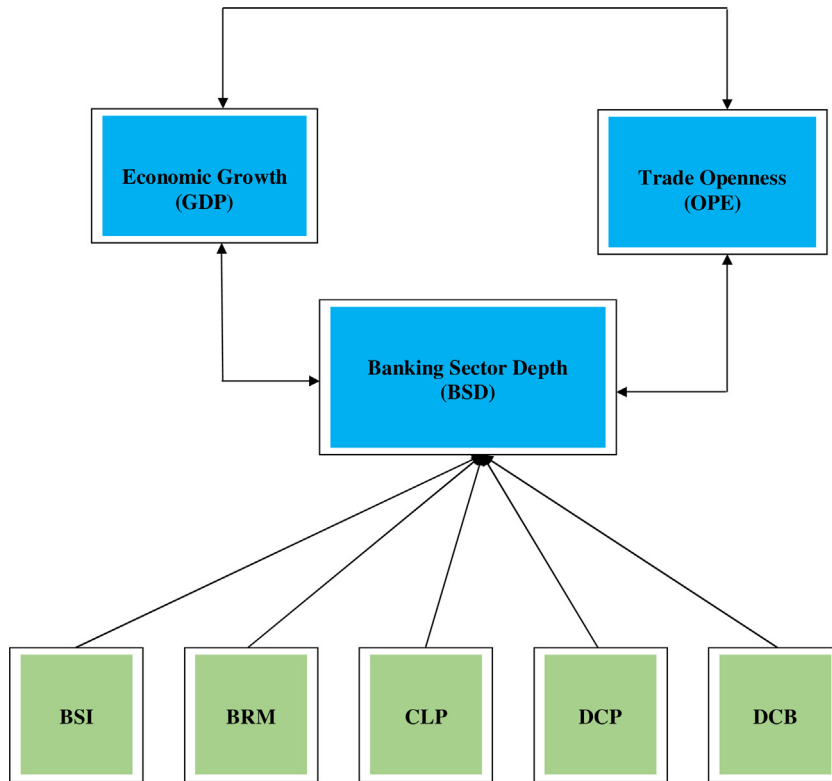 Economic Growth
(GDP)
Trade Openness
(OPE)
Banking Sector Depth
(BSD)
BSI
BRM
CLP
DCP
DCB